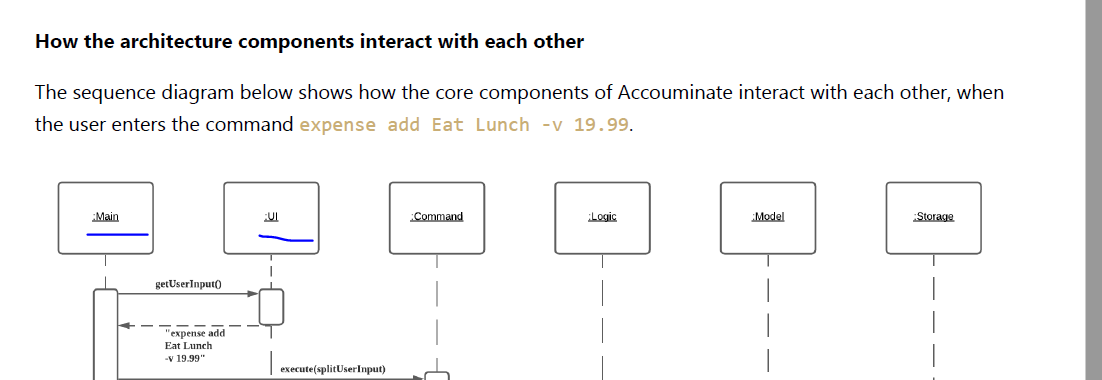 How the architecture components interact with each other
The sequence diagram below shows how the core components of Accouminate interact with each other, when
the user enters the command expense add Eat Lunch -v 19.99.
:Main
:UI
:Command
:Logic
:Model
:Storage
getUserInput()
"expense add
Eat Lunch
-v 19.99"
execute(splitUserInput)